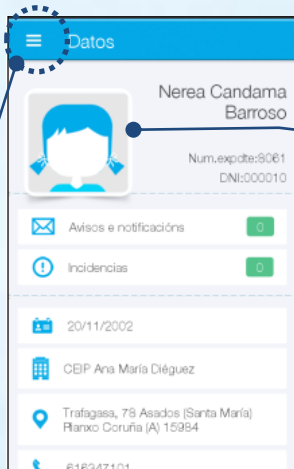 Datos
Nerea Candama
Barroso
Num.expdte:8061
DNI:000010
Avisos e notificacións 0
Incidencias 0
20/11/2002
CEIP Ana María Diéguez
Trafagasa, 78 Asados (Santa María)
Rianxo Coruña (A) 15984
616347101